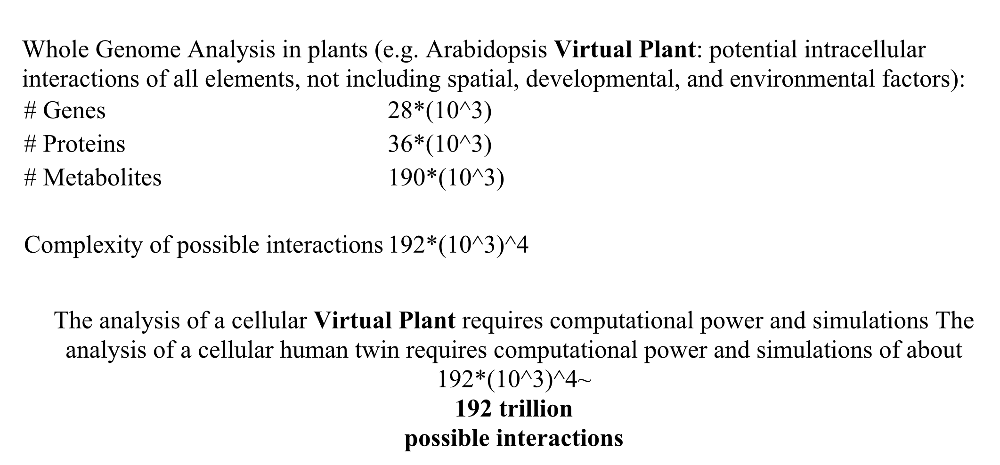 Whole Genome Analysis in plants (e.g. Arabidopsis Virtual Plant: potential intracellular
interactions of all elements, not including spatial, developmental, and environmental factors):
# Genes 28*(10^3)
# Proteins 36*(10^3)
# Metabolites 190*(10^3)
Complexity of possible interactions 192*(10^3)^4
The analysis of a cellular Virtual Plant requires computational power and simulations The
analysis of a cellular human twin requires computational power and simulations of about
192*(10^3)^4~
192 trillion
possible interactions